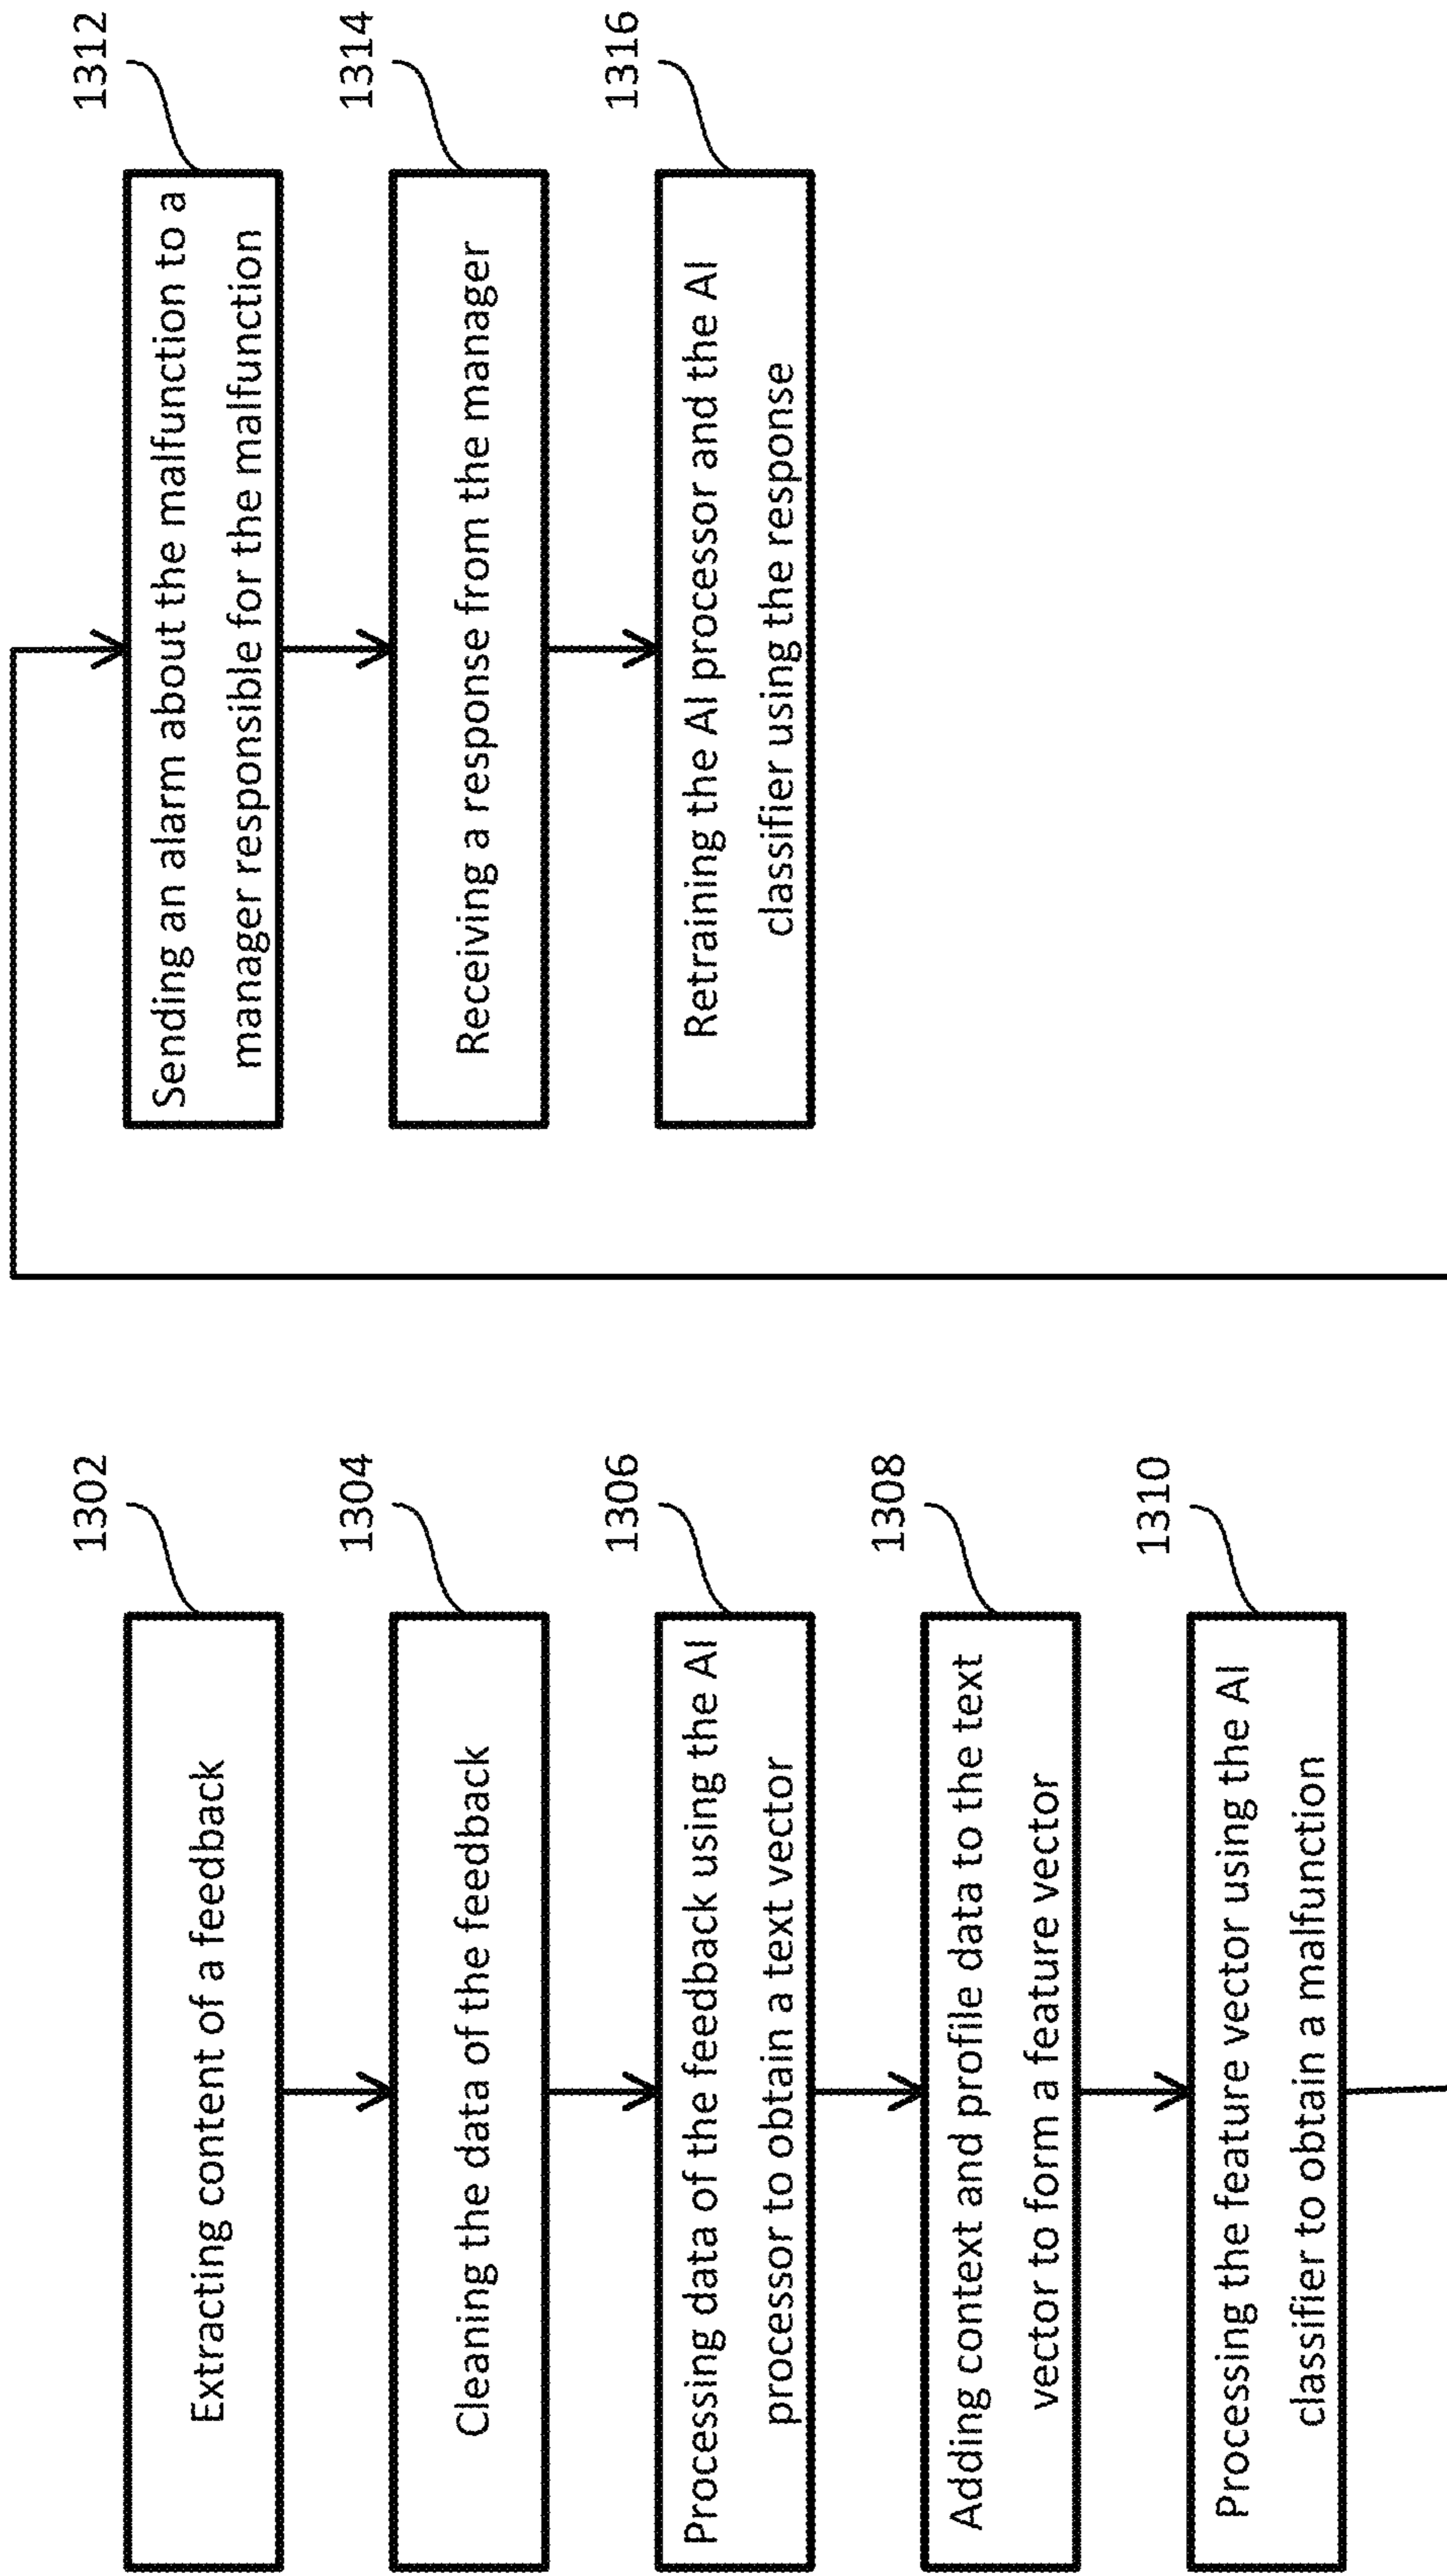 1302
Extracting content of a feedback
1304
Cleaning the data of the feedback
1306
Processing data of the feedback using the AI
processor to obtain a text vector
1308
Adding context and profile data to the text
vector to form a feature vector
1310
Processing the feature vector using the AI
classifier to obtain a malfunction
1312
Sending an alarm about the malfunction to a
manager responsible for the malfunction
1314
Receiving a response from the manager
1316
Retraining the AI processor and the AI
classifier using the response